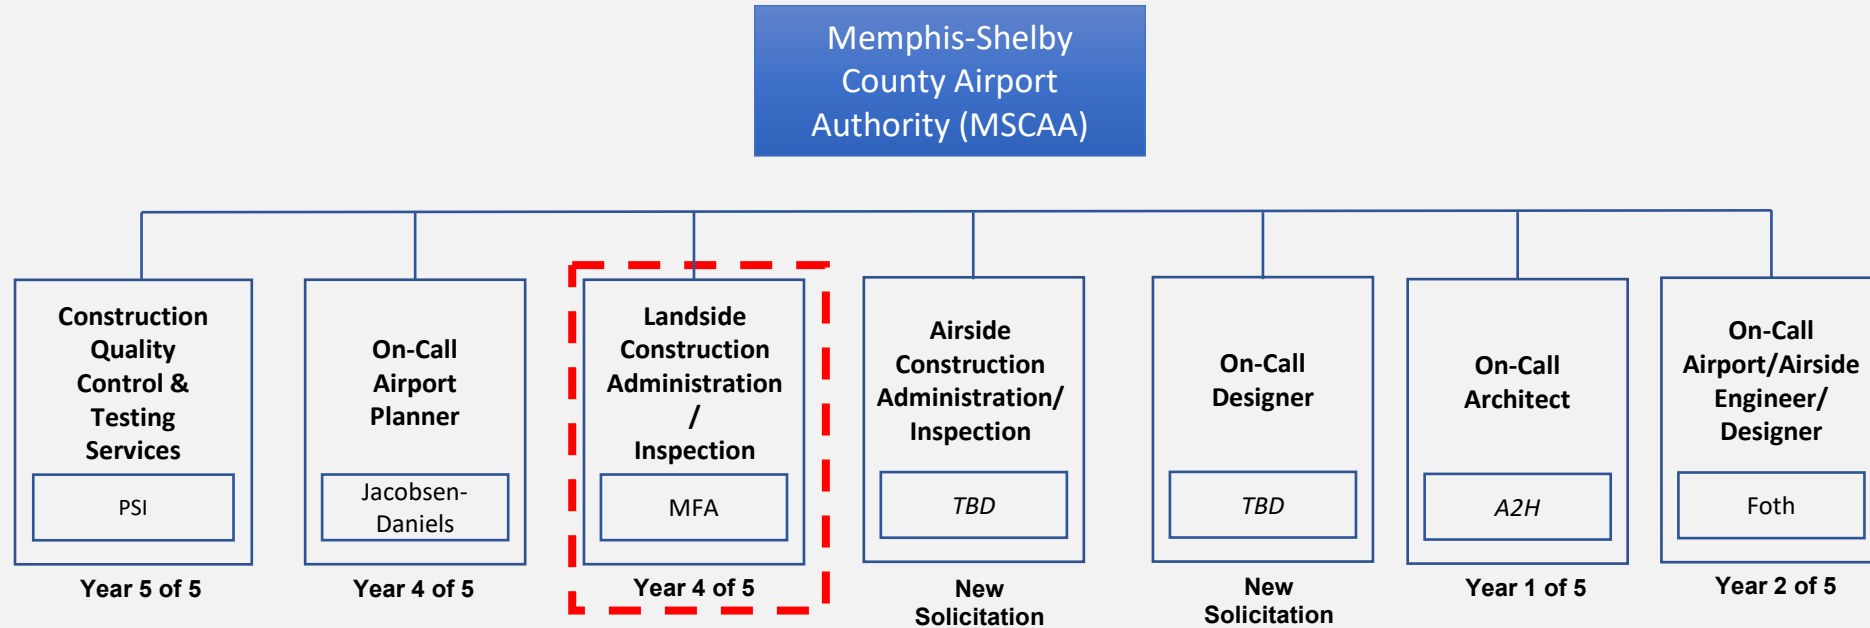 Memphis-Shelby
County Airport
Authority (MSCAA)
Construction
Quality
Control &
Testing
Services
PSI
Year 5 of 5
On-Call
Airport
Planner
Jacobsen-
Daniels
Year 4 of 5
Landside
Construction
Administration
/
Inspection
MFA
Year 4 of 5
Airside
Construction
Administration/
Inspection
TBD
New
Solicitation
On-Call
Designer
TBD
New
Solicitation
On-Call
Architect
A2H
Year 1 of 5
On-Call
Airport/Airside
Engineer/
Designer
Foth
Year 2 of 5